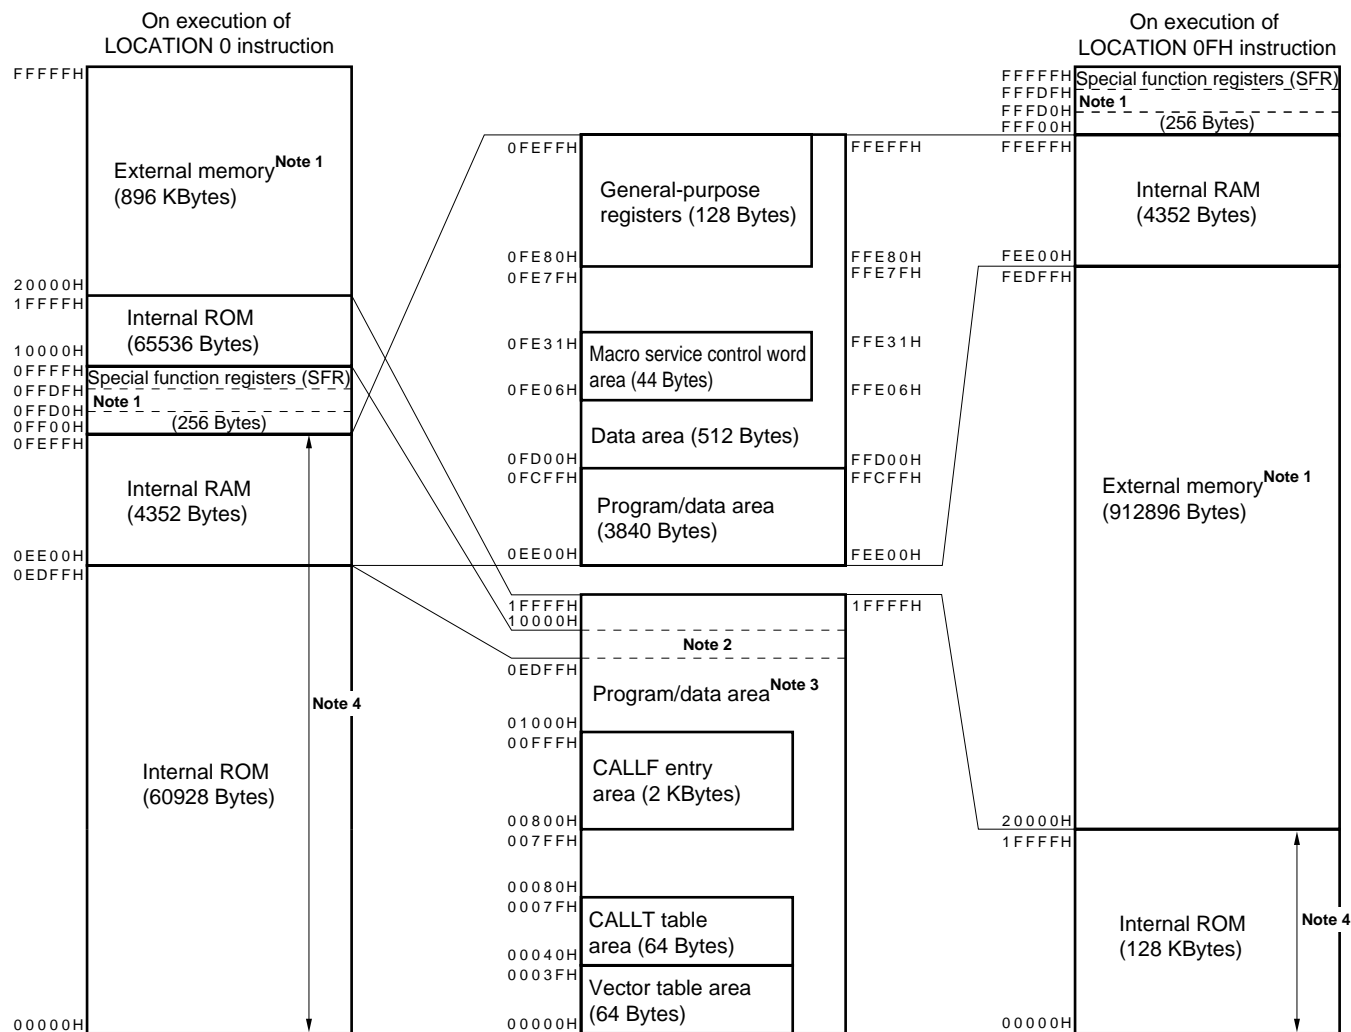 On execution of
LOCATION 0 instruction
FFFFFH
External memory Note 1
(896 KBytes)
20000H
1FFFFH
Internal ROM
(65536 Bytes)
10000H
0FFFFH
Special function registers (SFR)
0FFDFH
Note 1
0FFD0H
(256 Bytes)
0FF00H
0FEFFH
Internal RAM
(4352 Bytes)
0EE00H
0EDFFH
Note 4
Internal ROM
(60928 Bytes)
00000H
0FEFFH
FFEFFH
General-purpose
registers (128 Bytes)
0FE80H
FFE80H
0FE7FH
FFE7FH
0FE31H
FFE31H
Macro service control word
area (44 Bytes)
0FE06H
FFE06H
Data area (512 Bytes)
0FD00H
FFD00H
0FCFFH
FFCFFH
Program/data area
(3840 Bytes)
0EE00H
FEE00H
1FFFFH
1FFFFH
10000H
Note 2
0EDFFH
Program/data area Note 3
01000H
00FFFH
CALLF entry
area (2 KBytes)
00800H
007FFH
00080H
0007FH
CALLT table
area (64 Bytes)
00040H
0003FH
Vector table area
(64 Bytes)
00000H
On execution of
LOCATION 0FH instruction
FFFFFH
Special function registers (SFR)
FFFDFH
Note 1
FFFD0H
(256 Bytes)
FFF00H
FFEFFH
Internal RAM
(4352 Bytes)
FEE00H
FEDFFH
External memory Note 1
(912896 Bytes)
20000H
1FFFFH
Internal ROM
(128 KBytes)
Note 4
00000H